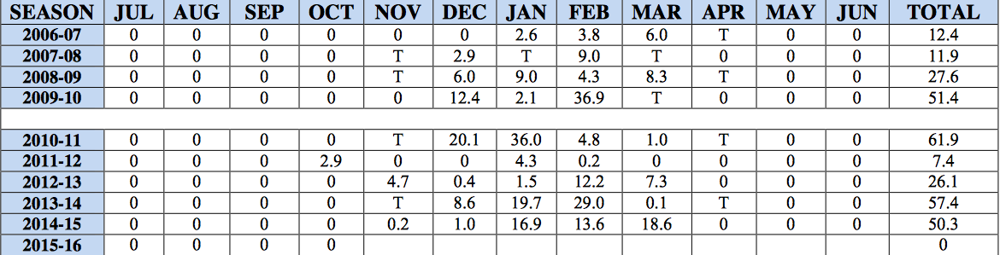 SEASON JUL AUG SEP OCT NOV DEC JAN FEB MAR APR MAY JUN TOTAL
2006-07 0 0 0 0 0 0 2.6 3.8 6.0 T 0 0 12.4
2007-08 0 0 0 0 T 2.9 T 9.0 T 0 0 0 11.9
2008-09 0 0 0 0 T 6.0 9.0 4.3 8.3 T 0 0 27.6
2009-10 0 0 0 0 0 12.4 2.1 36.9 T 0 0 0 51.4
2010-11 0 0 0 0 T 20.1 36.0 4.8 1.0 T 0 0 61.9
2011-12 0 0 0 2.9 0 0 4.3 0.2 0 0 0 0 7.4
2012-13 0 0 0 0 4.7 0.4 1.5 12.2 7.3 0 0 0 26.1
2013-14 0 0 0 0 T 8.6 19.7 29.0 0.1 T 0 0 57.4
2014-15 0 0 0 0 0.2 1.0 16.9 13.6 18.6 0 0 0 50.3
2015-16 0 0 0 0 0